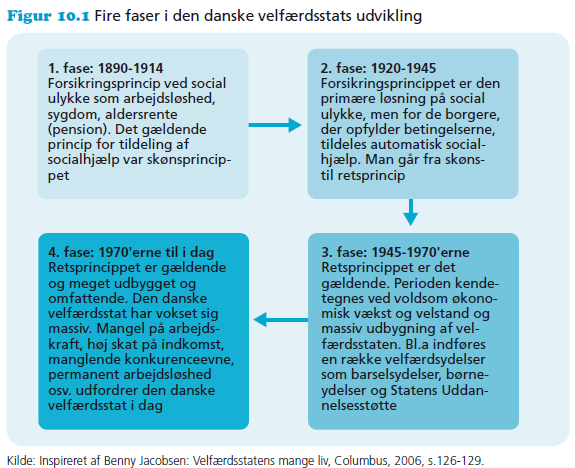 Figur 10.1 Fire faser i den danske velfærdsstats udvikling
1. fase: 1890-1914
Forsikringsprincip ved social
ulykke som arbejdsløshed,
sygdom, aldersrente
(pension). Det gældende
princip for tildeling af
socialhjælp var skønsprincip-
pet
2. fase: 1920-1945
Forsikringsprincippet er den
primære løsning på social
ulykke, men for de borgere,
der opfylder betingelserne,
tildeles automatisk social-
hjælp. Man går fra skøns-
til retsprincip
3. fase: 1945-1970'erne
Retsprincippet er det
gældende. Perioden kende-
tegnes ved voldsom økono-
misk vækst og velstand og
massiv udbygning af vel-
færdsstaten. Bl.a indføres
en række velfærdsydelser
som barselsydelser, børne-
ydelser og Statens Uddan-
nelsesstøtte
4. fase: 1970'erne til i dag
Retsprincippet er gældende
og meget udbygget og
omfattende. Den danske
velfærdsstat har vokset sig
massiv. Mangel på arbejds-
kraft, høj skat på indkomst,
manglende konkurenceevne,
permanent arbejdsløshed
osv. udfordrer den danske
velfærdsstat i dag
Kilde: Inspireret af Benny Jacobsen: Velfærdsstatens mange liv, Columbus, 2006, s.126-129.